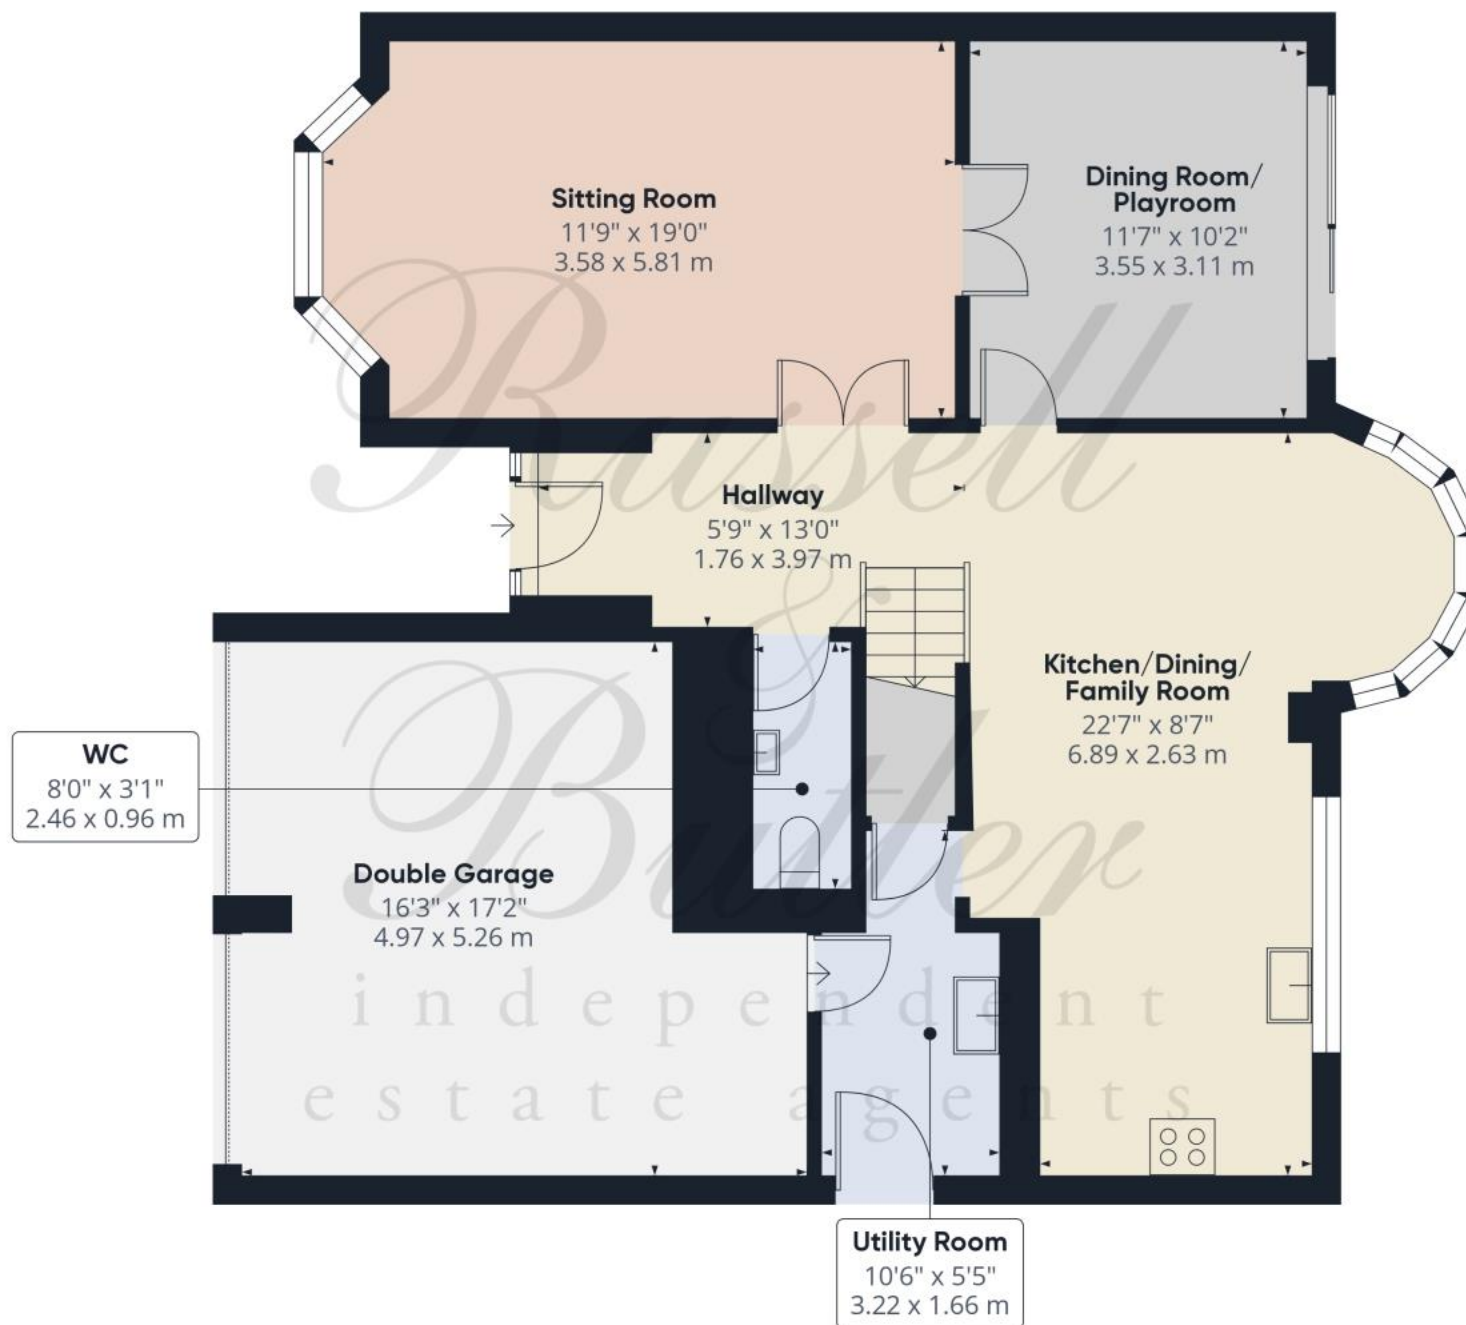 Sitting Room
11'9" x 19'0"
3.58 x 5.81 m
Dining Room/
Playroom
11'7" x 10'2"
3.55 x 3.11 m
Hallway
5'9" x 13'0"
1.76 x 3.97 m
Kitchen/Dining/
Family Room
22'7" x 8'7"
6.89 x 2.63 m
WC
8'0" x 3'1"
2.46 x 0.96 m
Double Garage
16'3" x 17'2"
4.97 x 5.26 m
Utility Room
10'6" x 5'5"
3.22 x 1.66 m
Russell
&
Butler
independent
estate agents